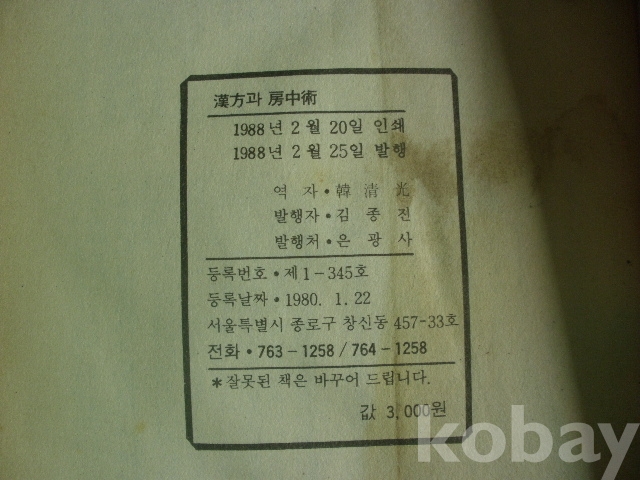 漢方과 房中術
1988년 2월 20일 인쇄
1988년 2월 25일 발행
역 자·韓清光
발행자·김종진
발행처·은광사
등록번호·제1-345호
등록날짜·1980. 1. 22
서울특별시 종로구 창신동 457-33호
전화·763-1258/764-1258
*잘못된 책은 바꾸어 드립니다.
값 3,000원
kobay